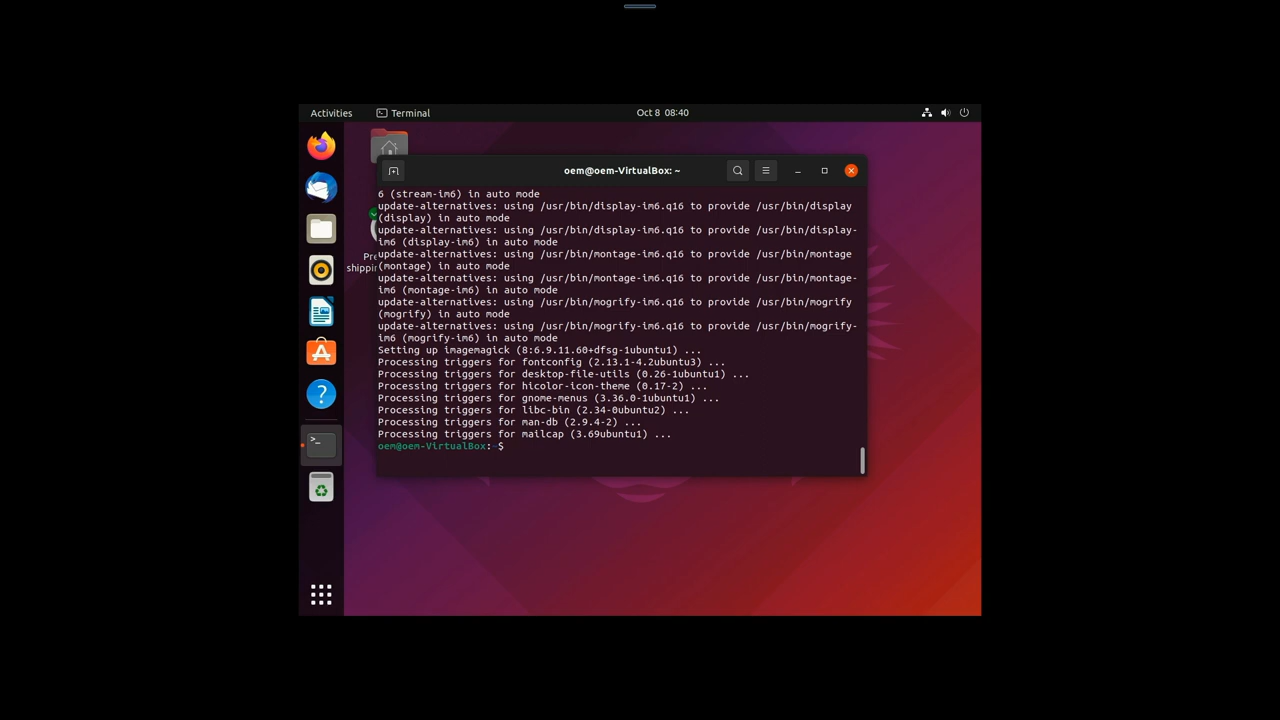 Activities
Terminal
Oct 8 08:40
oem@oem-VirtualBox: ~
6 (stream-im6) in auto mode
update-alternatives: using /usr/bin/display-im6.q16 to provide /usr/bin/display
(display) in auto mode
update-alternatives: using /usr/bin/display-im6.q16 to provide /usr/bin/display-
im6 (display-im6) in auto mode
update-alternatives: using /usr/bin/montage-im6.q16 to provide /usr/bin/montage
(montage) in auto mode
update-alternatives: using /usr/bin/montage-im6.q16 to provide /usr/bin/montage-
im6 (montage-im6) in auto mode
update-alternatives: using /usr/bin/mogrify-im6.q16 to provide /usr/bin/mogrify
(mogrify) in auto mode
update-alternatives: using /usr/bin/mogrify-im6.q16 to provide /usr/bin/mogrify-
im6 (mogrify-im6) in auto mode
Setting up imagemagick (8:6.9.11.60+dfsg-1ubuntu1) ...
Processing triggers for fontconfig (2.13.1-4.2ubuntu3) ...
Processing triggers for desktop-file-utils (0.26-1ubuntu1) ...
Processing triggers for hicolor-icon-theme (0.17-2) ...
Processing triggers for gnome-menus (3.36.0-1ubuntu1) ...
Processing triggers for libc-bin (2.34-0ubuntu2) ...
Processing triggers for man-db (2.9.4-2) ...
Processing triggers for mailcap (3.69ubuntu1) ...
oem@oem-VirtualBox:~$
Pre
shippin